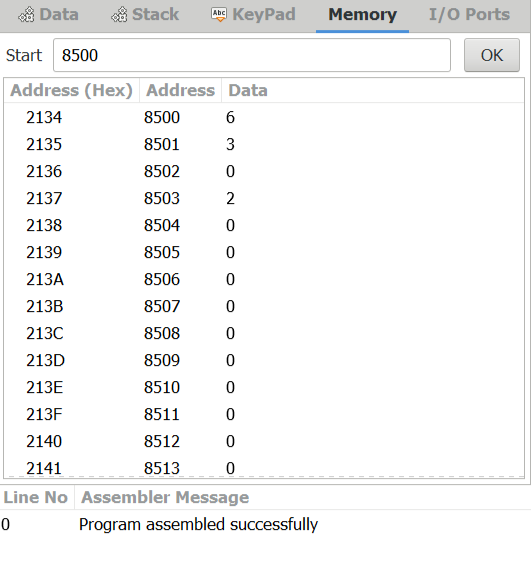 Data Stack Abc KeyPad Memory I/O Ports
Start 8500 OK
Address (Hex) Address Data
2134 8500 6
2135 8501 3
2136 8502 0
2137 8503 2
2138 8504 0
2139 8505 0
213A 8506 0
213B 8507 0
213C 8508 0
213D 8509 0
213E 8510 0
213F 8511 0
2140 8512 0
2141 8513 0
Line No Assembler Message
0 Program assembled successfully